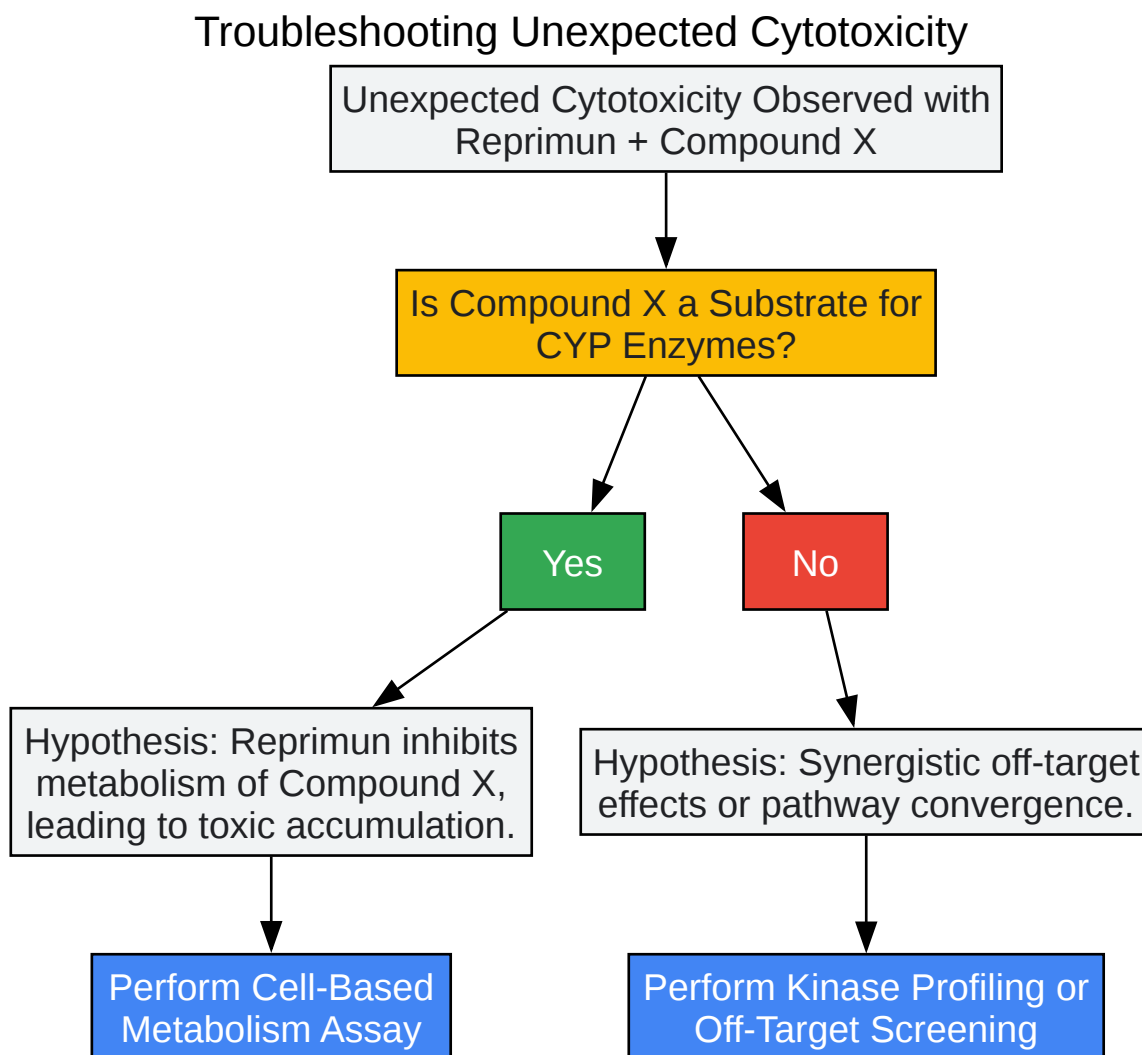 Troubleshooting Unexpected Cytotoxicity
Unexpected Cytotoxicity Observed with
Reprimun + Compound X
Is Compound X a Substrate for
CYP Enzymes?
Yes
No
Hypothesis: Reprimun inhibits
metabolism of Compound X,
leading to toxic accumulation.
Hypothesis: Synergistic off-target
effects or pathway convergence.
Perform Cell-Based
Metabolism Assay
Perform Kinase Profiling or
Off-Target Screening